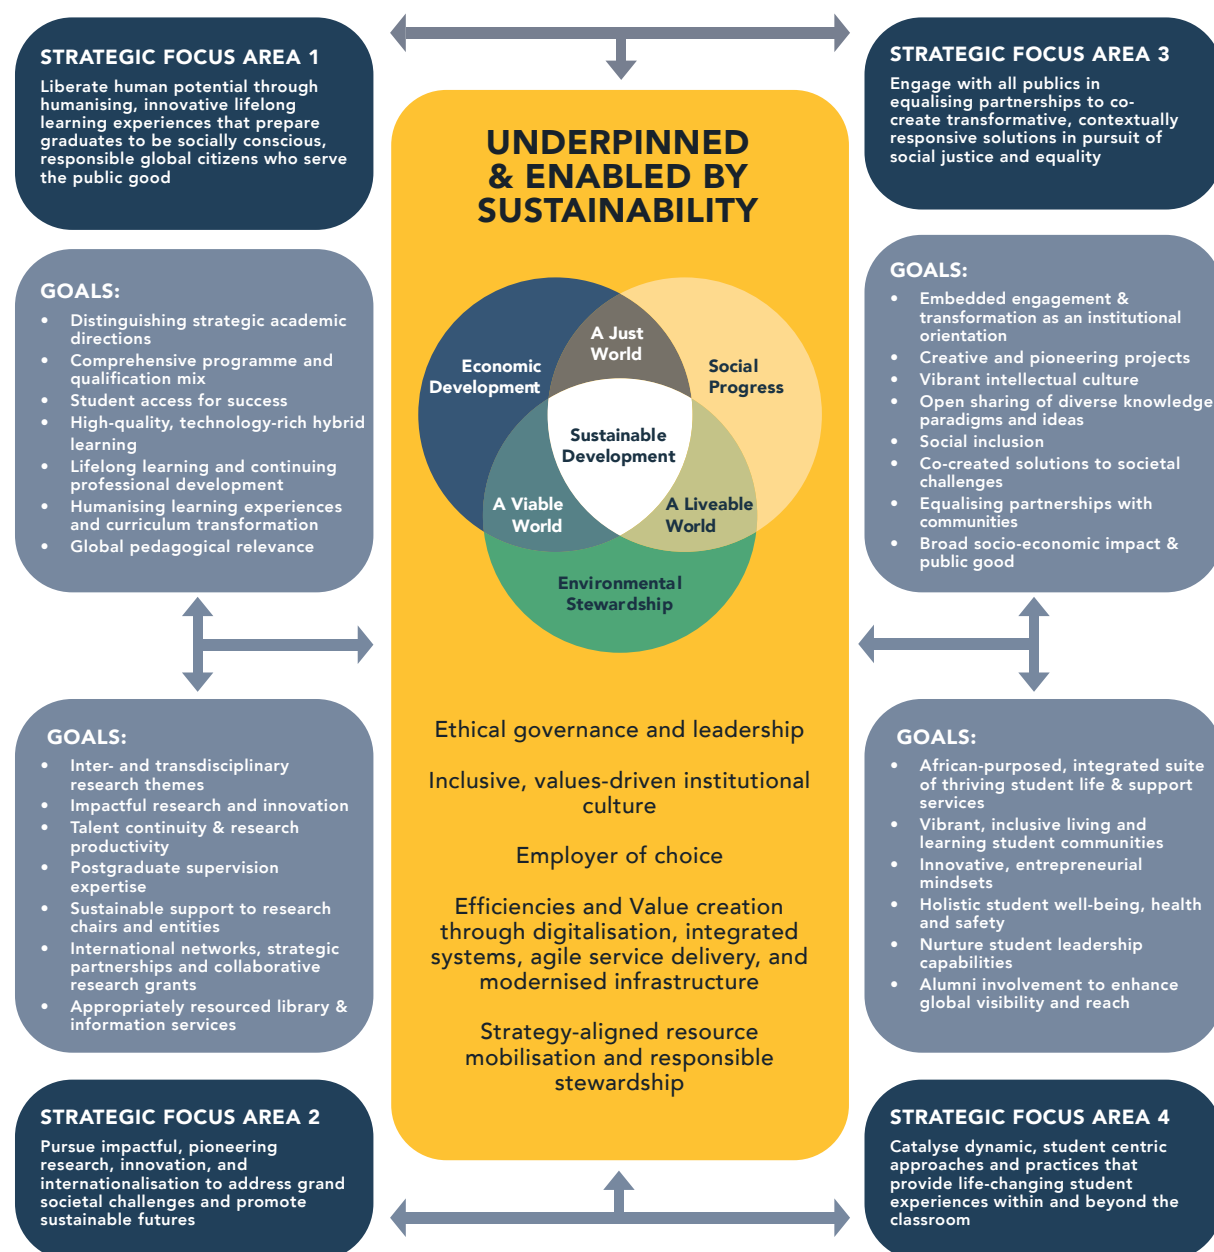 STRATEGIC FOCUS AREA 1
Liberate human potential through
humanising, innovative lifelong
learning experiences that prepare
graduates to be socially conscious,
responsible global citizens who serve
the public good
GOALS:
• Distinguishing strategic academic
directions
• Comprehensive programme and
qualification mix
• Student access for success
• High-quality, technology-rich hybrid
learning
• Lifelong learning and continuing
professional development
• Humanising learning experiences
and curriculum transformation
• Global pedagogical relevance
GOALS:
• Inter- and transdisciplinary
research themes
• Impactful research and innovation
• Talent continuity & research
productivity
• Postgraduate supervision
expertise
• Sustainable support to research
chairs and entities
• International networks, strategic
partnerships and collaborative
research grants
• Appropriately resourced library &
information services
STRATEGIC FOCUS AREA 2
Pursue impactful, pioneering
research, innovation, and
internationalisation to address grand
societal challenges and promote
sustainable futures
UNDERPINNED
& ENABLED BY
SUSTAINABILITY
A Just
World
Economic
Development
Social
Progress
Sustainable
Development
A Viable
World
A Liveable
World
Environmental
Stewardship
Ethical governance and leadership
Inclusive, values-driven institutional
culture
Employer of choice
Efficiencies and Value creation
through digitalisation, integrated
systems, agile service delivery, and
modernised infrastructure
Strategy-aligned resource
mobilisation and responsible
stewardship
STRATEGIC FOCUS AREA 3
Engage with all publics in
equalising partnerships to co-
create transformative, contextually
responsive solutions in pursuit of
social justice and equality
GOALS:
• Embedded engagement &
transformation as an institutional
orientation
• Creative and pioneering projects
• Vibrant intellectual culture
• Open sharing of diverse knowledge
paradigms and ideas
• Social inclusion
• Co-created solutions to societal
challenges
• Equalising partnerships with
communities
• Broad socio-economic impact &
public good
GOALS:
• African-purposed, integrated suite
of thriving student life & support
services
• Vibrant, inclusive living and
learning student communities
• Innovative, entrepreneurial
mindsets
• Holistic student well-being, health
and safety
• Nurture student leadership
capabilities
• Alumni involvement to enhance
global visibility and reach
STRATEGIC FOCUS AREA 4
Catalyse dynamic, student centric
approaches and practices that
provide life-changing student
experiences within and beyond the
classroom